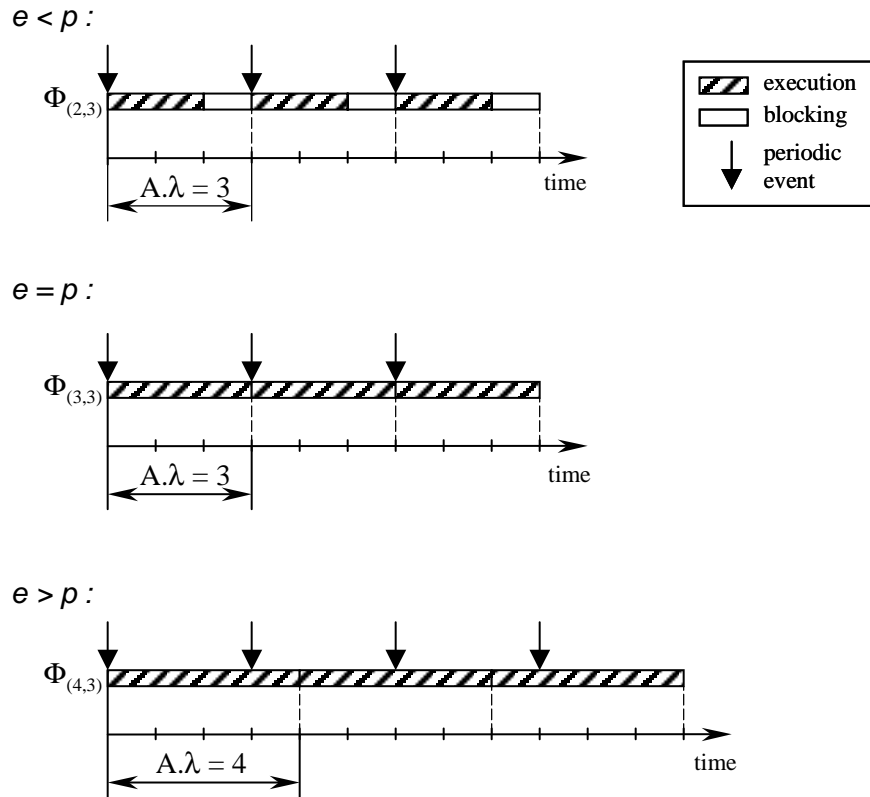 e < p :
Φ(2,3)
time
A.λ = 3
execution
blocking
periodic
event
e = p :
Φ(3,3)
time
A.λ = 3
e > p :
Φ(4,3)
time
A.λ = 4